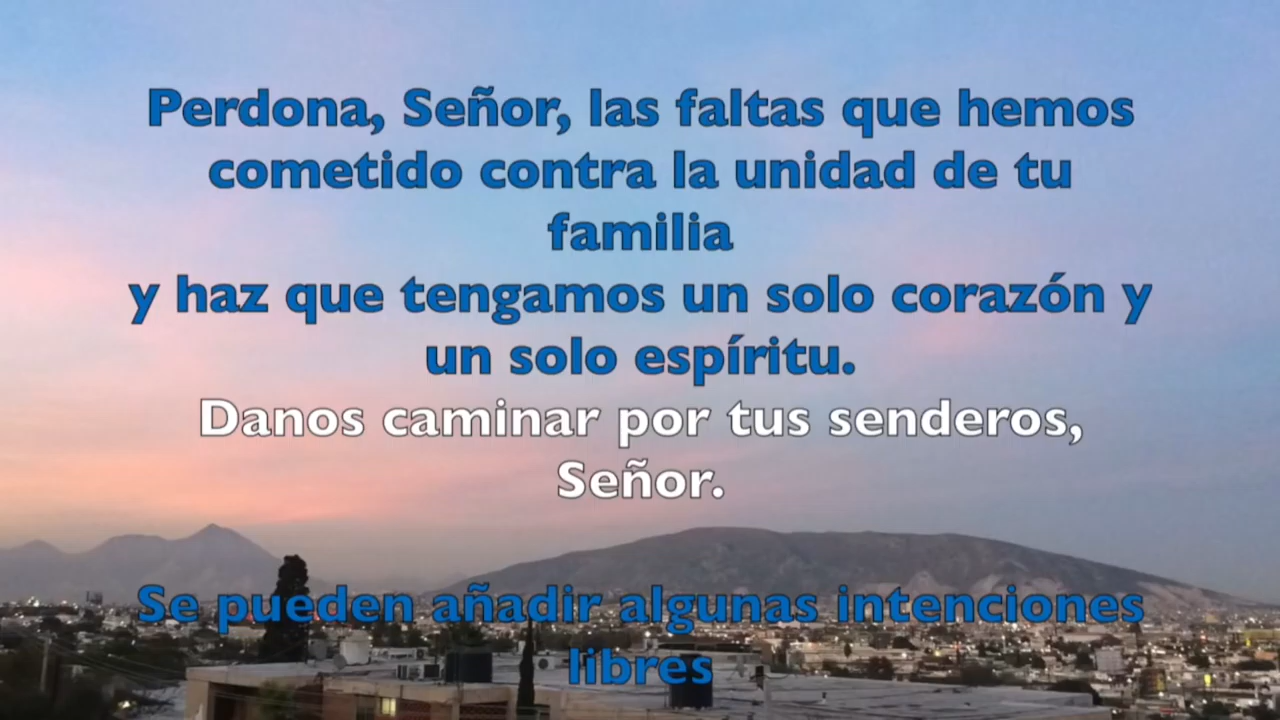 Perdona, Señor, las faltas que hemos
cometido contra la unidad de tu
familia
y haz que tengamos un solo corazón y
un solo espíritu.
Danos caminar por tus senderos,
Señor.
Se pueden añadir algunas intenciones
libres